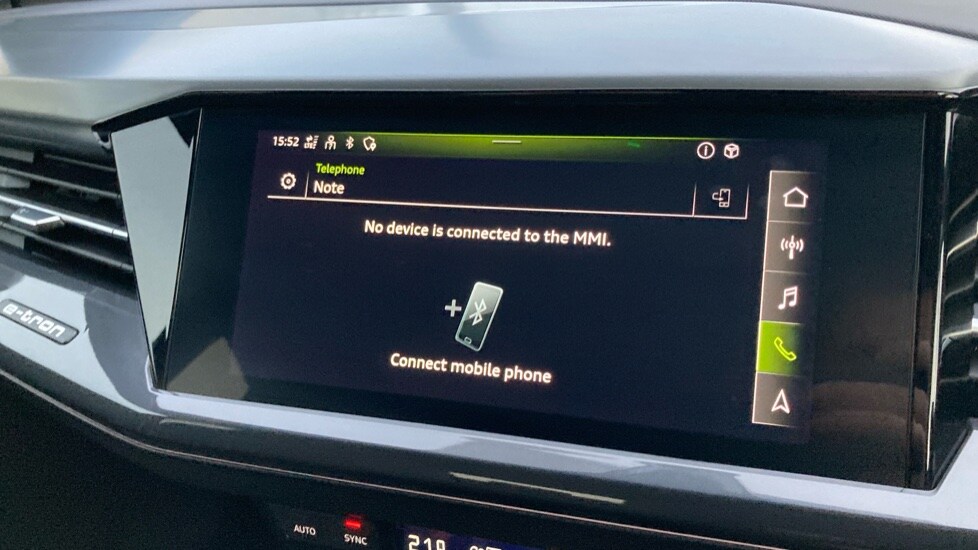 15:52
Telephone
Note
No device is connected to the MMI.
Connect mobile phone
e-tron
AUTO
SYNC